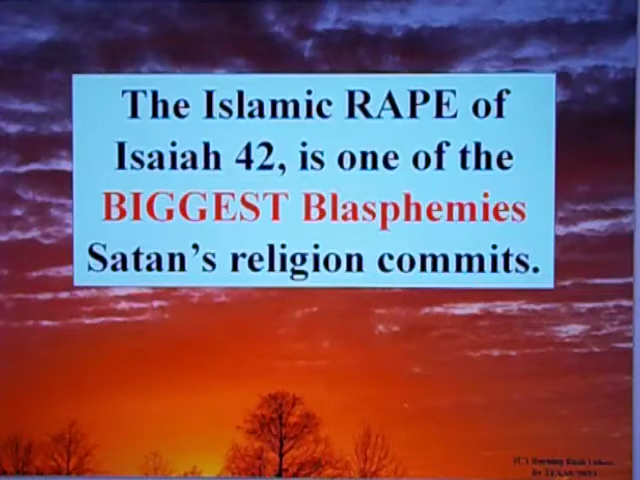 The Islamic RAPE of
Isaiah 42, is one of the
BIGGEST Blasphemies
Satan's religion commits.
(C)